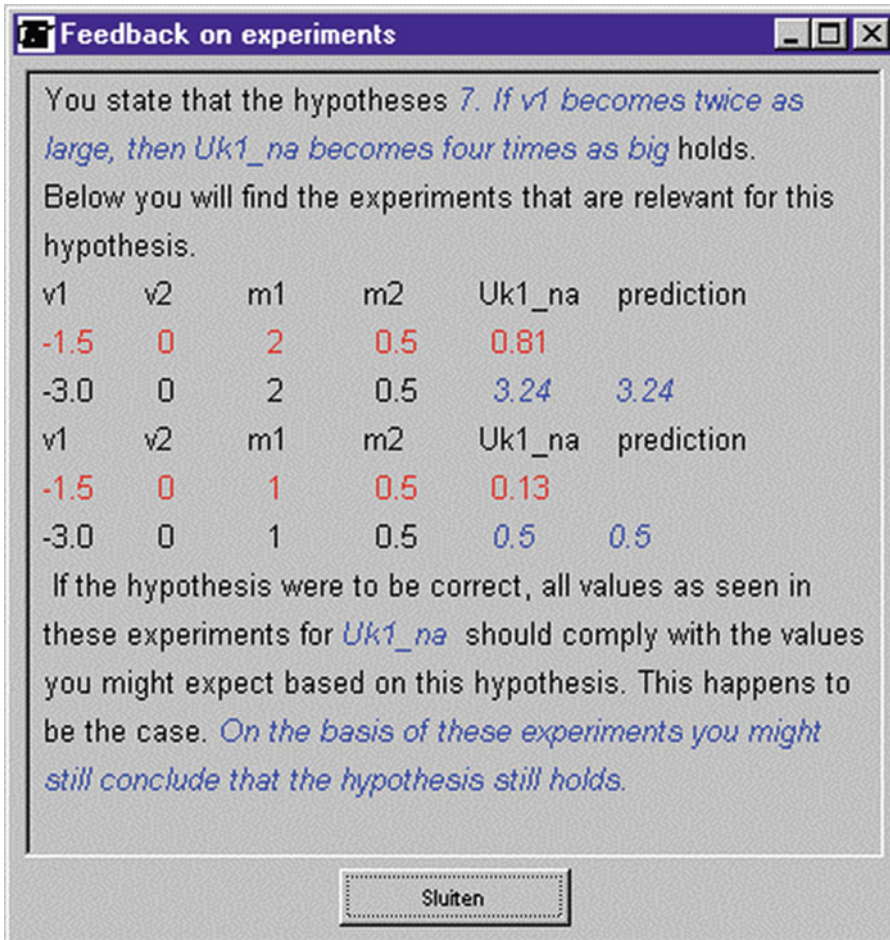 Feedback on experiments
You state that the hypotheses 7. If v1 becomes twice as
large, then Uk1_na becomes four times as big holds.
Below you will find the experiments that are relevant for this
hypothesis.
v1 v2 m1 m2 Uk1_na prediction
-1.5 0 2 0.5 0.81
-3.0 0 2 0.5 3.24 3.24
v1 v2 m1 m2 Uk1_na prediction
-1.5 0 1 0.5 0.13
-3.0 0 1 0.5 0.5 0.5
If the hypothesis were to be correct, all values as seen in
these experiments for Uk1_na should comply with the values
you might expect based on this hypothesis. This happens to
be the case. On the basis of these experiments you might
still conclude that the hypothesis still holds.
Sluiten